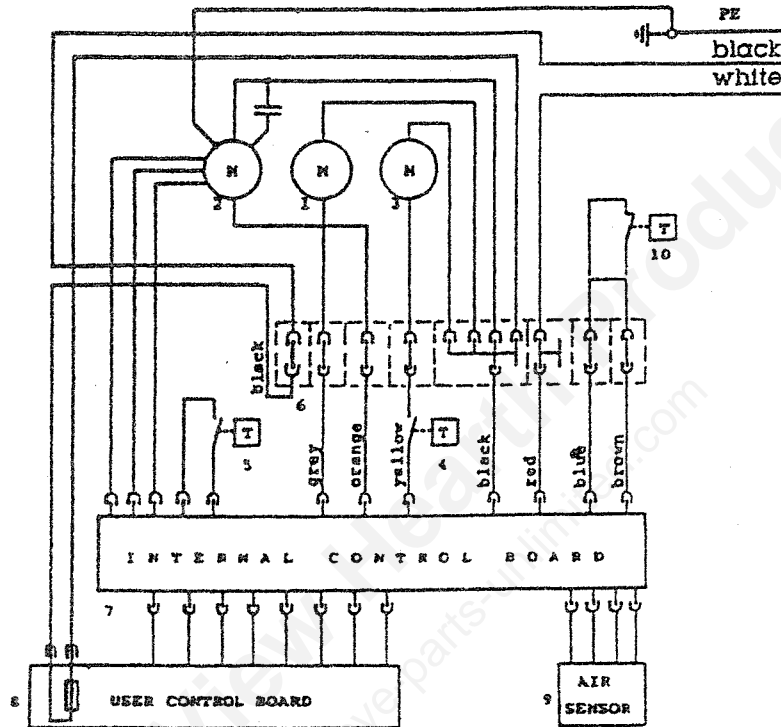 PE
black
white
M
M
M
2
1
3
T
10
black
6
T
5
grey
orange
yellow
T
4
black
red
blue
brown
INTERNAL CONTROL BOARD
7
8
USER CONTROL BOARD
9
AIR
SENSOR